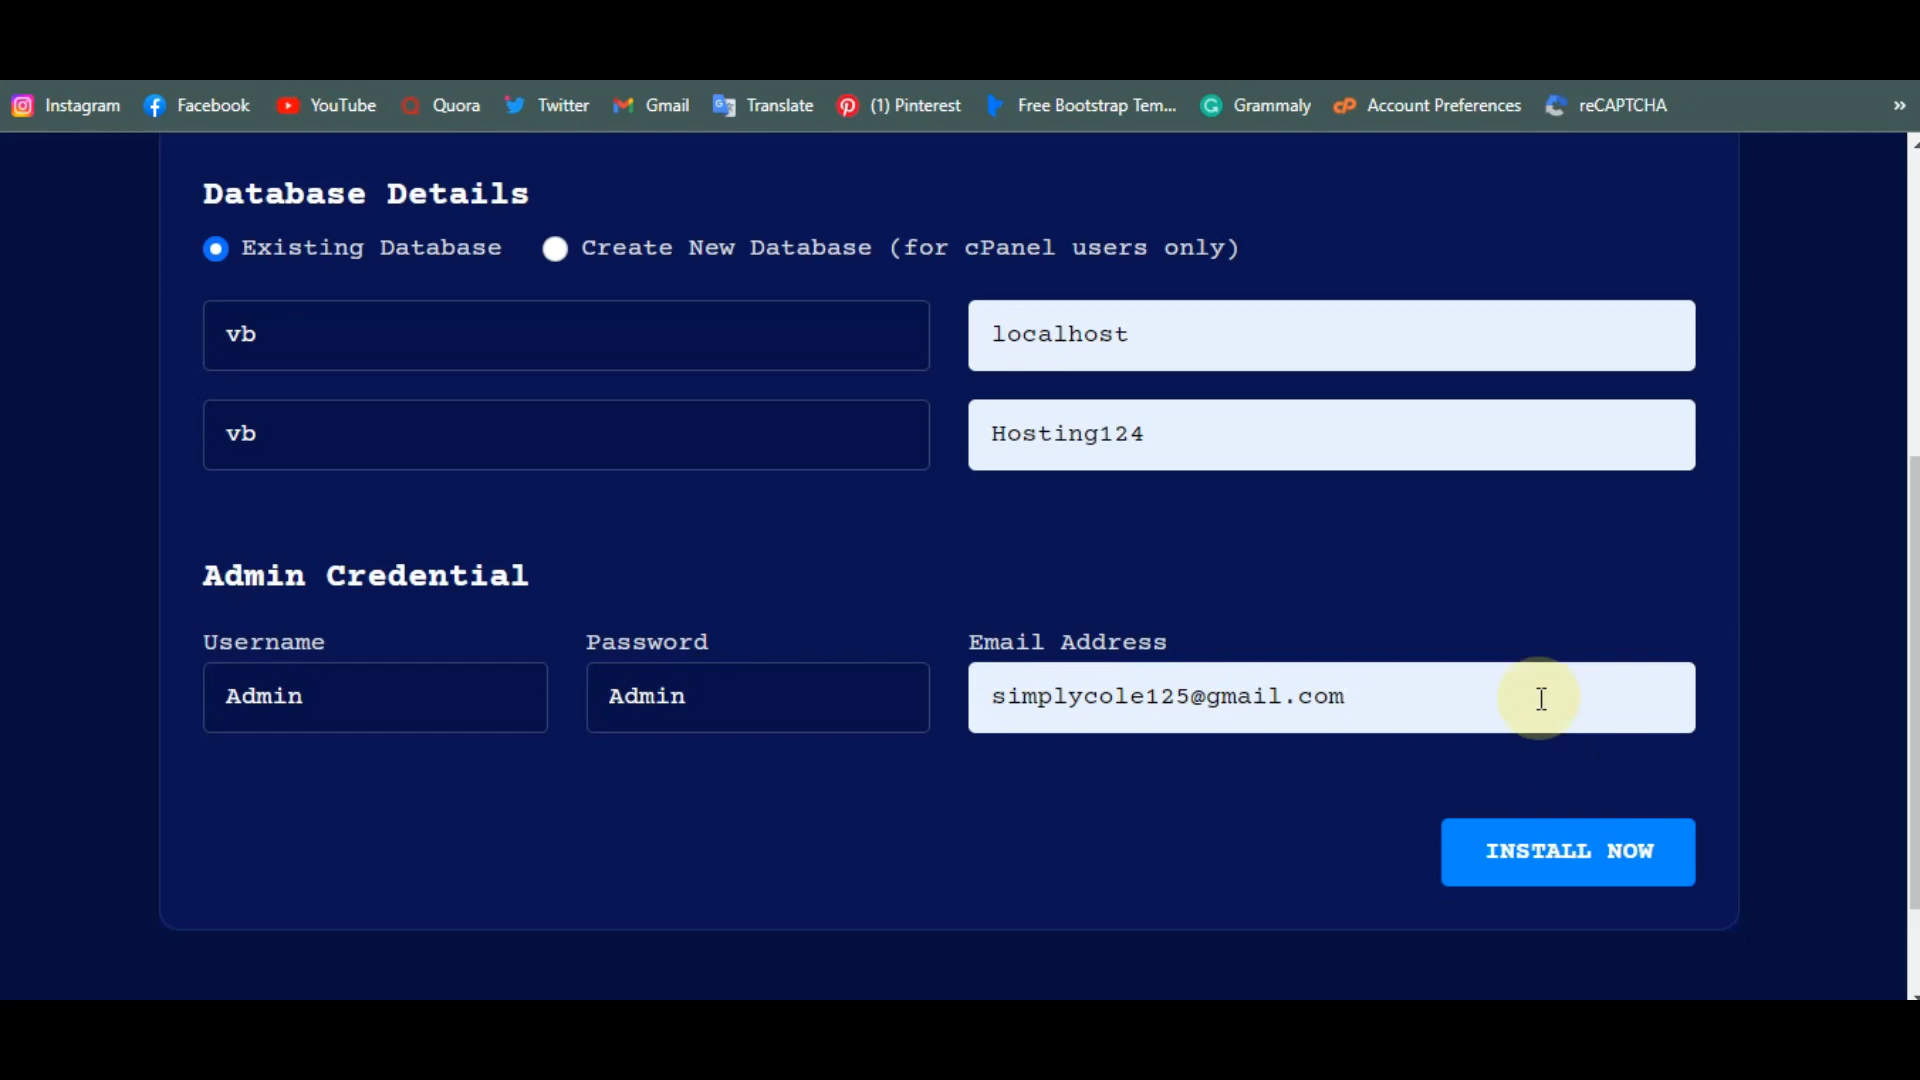 Instagram Facebook YouTube Quora Twitter Gmail Translate (1) Pinterest Free Bootstrap Tem... Grammaly Account Preferences reCAPTCHA »
Database Details
Existing Database Create New Database (for cPanel users only)
vb localhost
vb Hosting124
Admin Credential
Username Password Email Address
Admin Admin simplycole125@gmail.com
INSTALL NOW